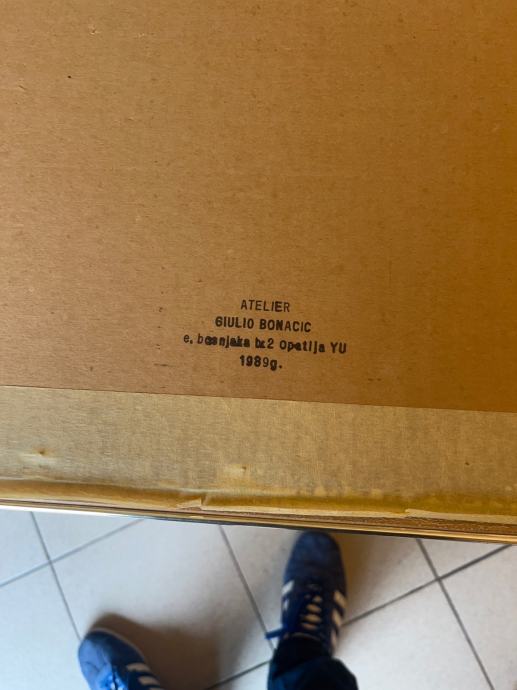 ATELIER
GIULIO BONACIC
e. bosnjaka br.2 Opatija YU
1989g.